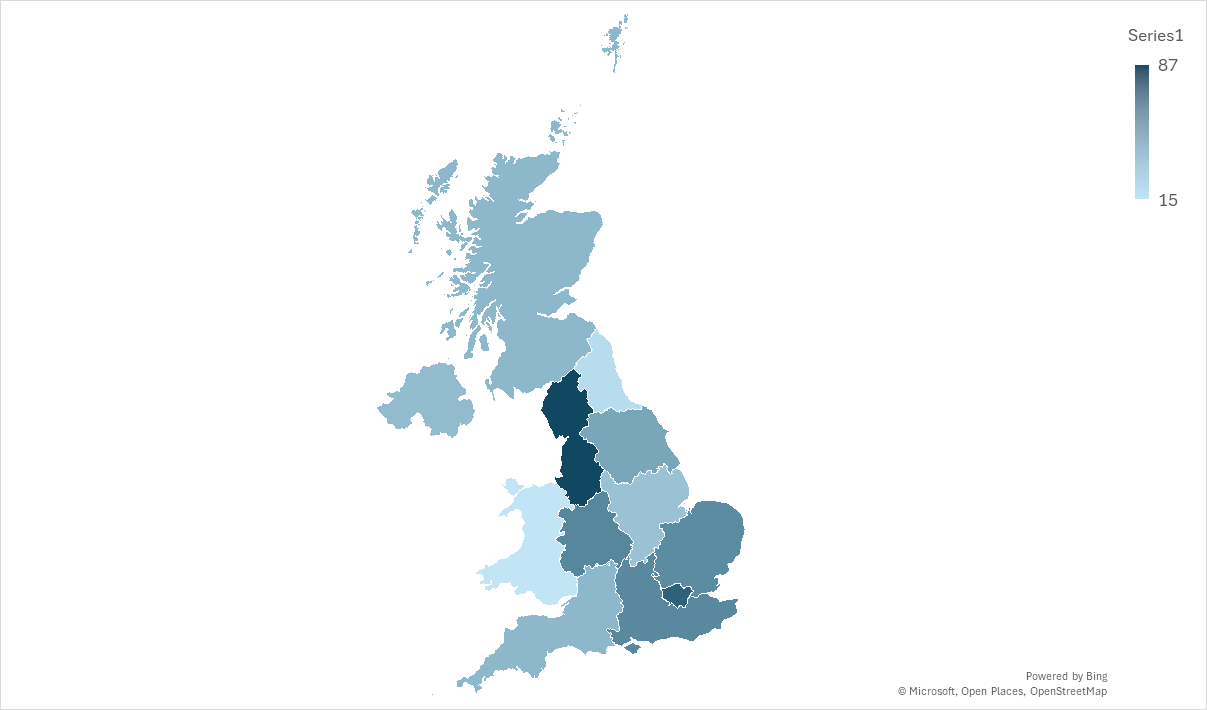 Series1
87
15
Powered by Bing
© Microsoft, Open Places, OpenStreetMap